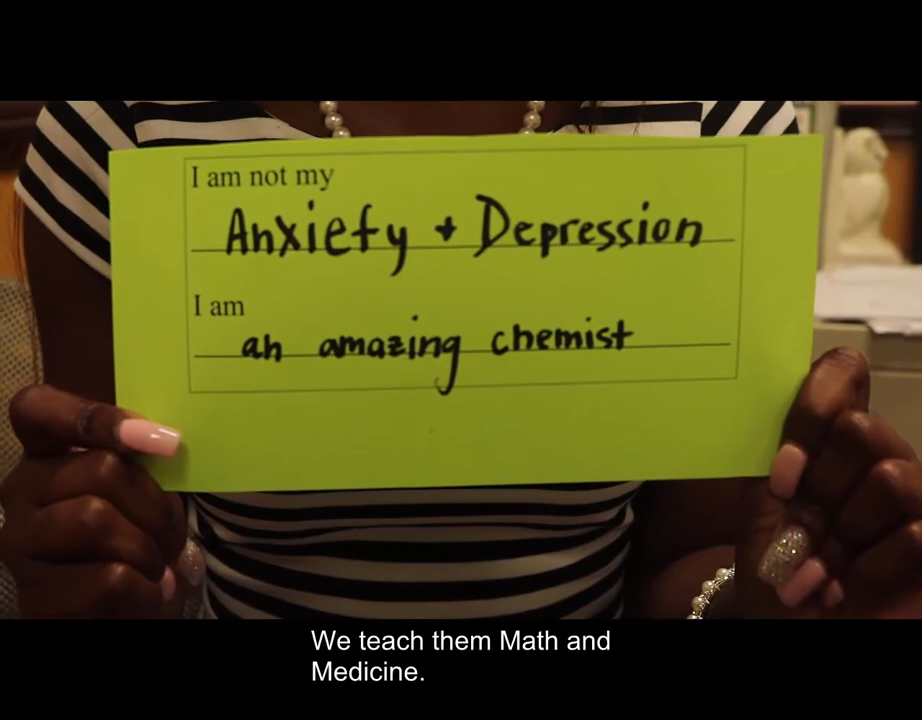 I am not my
Anxiety + Depression
I am
an amazing chemist
We teach them Math and
Medicine.